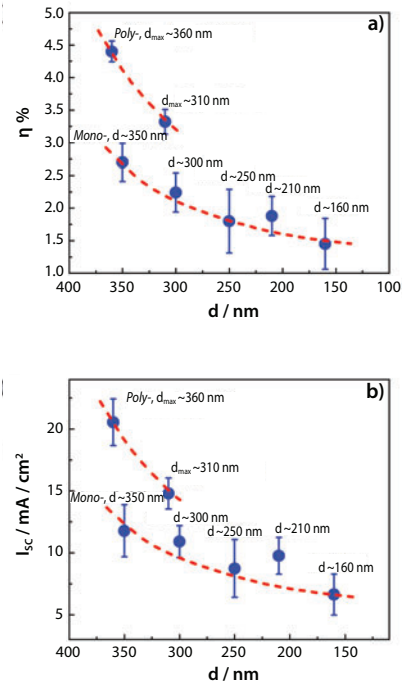 a)
5.0
4.5
4.0
3.5
3.0
2.5
2.0
1.5
1.0
η %
Poly-, dmax~360 nm
dmax~310 nm
Mono-, d~350 nm
d~300 nm
d~250 nm
d~210 nm
d~160 nm
400 350 300 250 200 150 100
d / nm
b)
20
15
10
5
ISC / mA / cm²
Poly-, dmax~360 nm
dmax~310 nm
Mono-, d~350 nm
d~300 nm
d~250 nm
d~210 nm
d~160 nm
400 350 300 250 200 150
d / nm